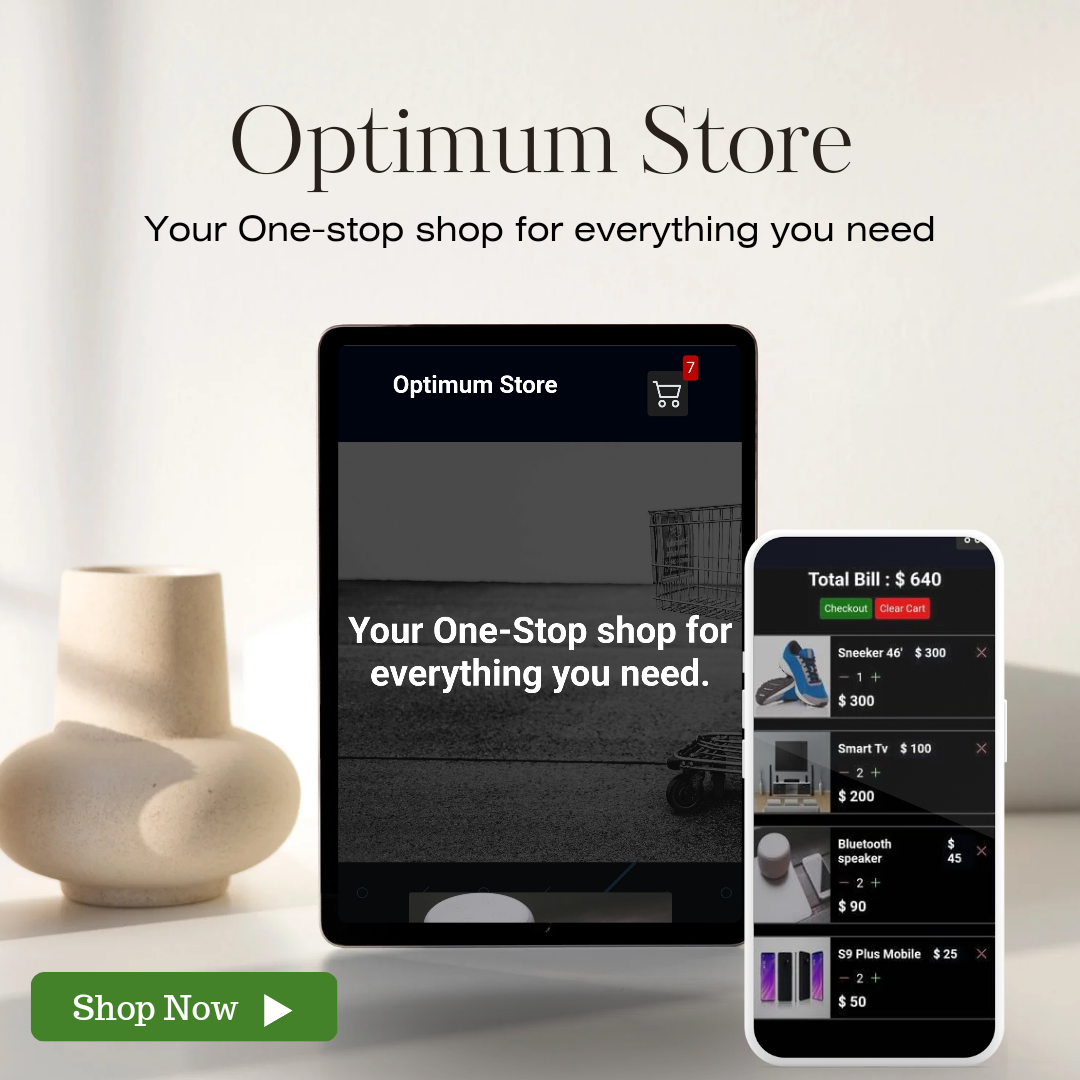 Optimum Store
Your One-stop shop for everything you need
Optimum Store
7
Your One-Stop shop for
everything you need.
Total Bill : $ 640
Checkout Clear Cart
Sneeker 46' $ 300
− 1 +
$ 300
Smart Tv $ 100
− 2 +
$ 200
Bluetooth
speaker
$
45
− 2 +
$ 90
S9 Plus Mobile $ 25
− 2 +
$ 50
Shop Now